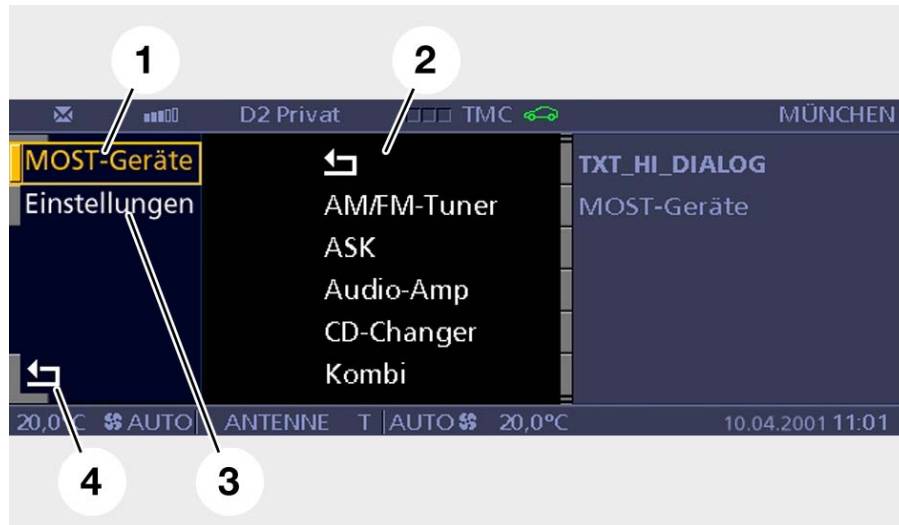 1
2
D2 Privat
TMC
MÜNCHEN
MOST-Geräte
Einstellungen
AM/FM-Tuner
ASK
Audio-Amp
CD-Changer
Kombi
TXT_HI_DIALOG
MOST-Geräte
20,0°C AUTO
ANTENNE T
AUTO 20,0°C
10.04.2001 11:01
4
3